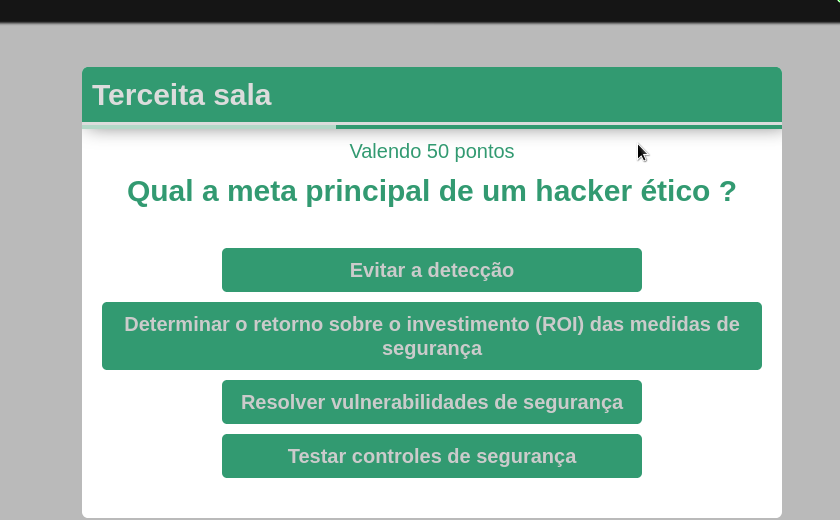 Terceita sala
Valendo 50 pontos
Qual a meta principal de um hacker ético ?
Evitar a detecção
Determinar o retorno sobre o investimento (ROI) das medidas de
segurança
Resolver vulnerabilidades de segurança
Testar controles de segurança